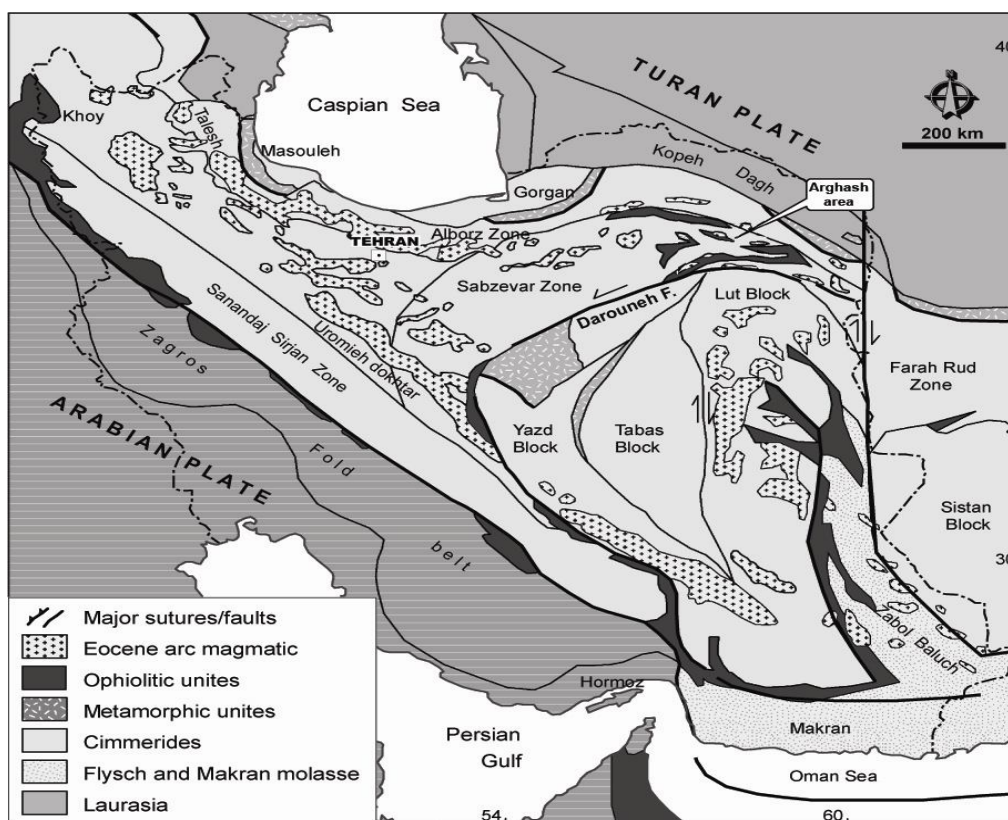 40
TURAN PLATE
200 km
Caspian Sea
Khoy
Talesh
Masouleh
Kopeh
Dagh
Gorgan
Arghash
area
TEHRAN
Alborz Zone
Sabzevar Zone
Darouneh F.
Lut Block
Sanandaj Sirjan Zone
Uromieh dokhtar
Zagros
Fold
belt
ARABIAN PLATE
Farah Rud
Zone
Yazd
Block
Tabas
Block
Sistan
Block
30
Zabol Baluch
Major sutures/faults
Eocene arc magmatic
Ophiolitic unites
Metamorphic unites
Cimmerides
Flysch and Makran molasse
Laurasia
Hormoz
Makran
Persian
Gulf
Oman Sea
54.
60.